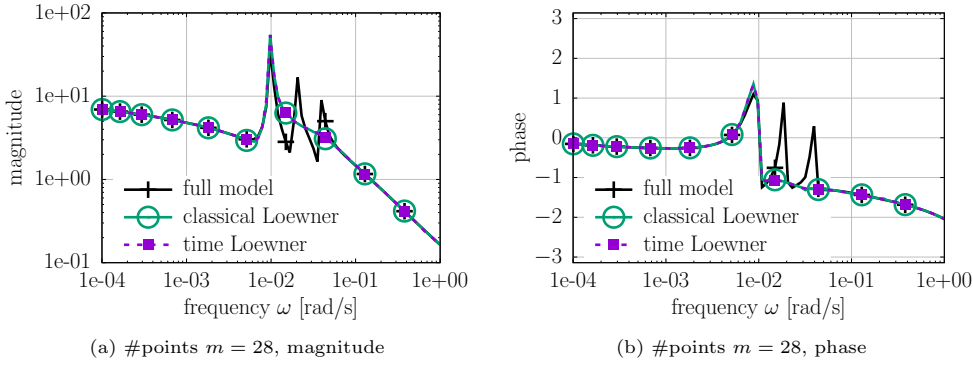 1e+02
1e+01
1e+00
1e-01
magnitude
full model
classical Loewner
time Loewner
1e-04 1e-03 1e-02 1e-01 1e+00
frequency ω [rad/s]
(a) #points m = 28, magnitude
3
2
1
0
−1
−2
−3
phase
full model
classical Loewner
time Loewner
1e-04 1e-03 1e-02 1e-01 1e+00
frequency ω [rad/s]
(b) #points m = 28, phase